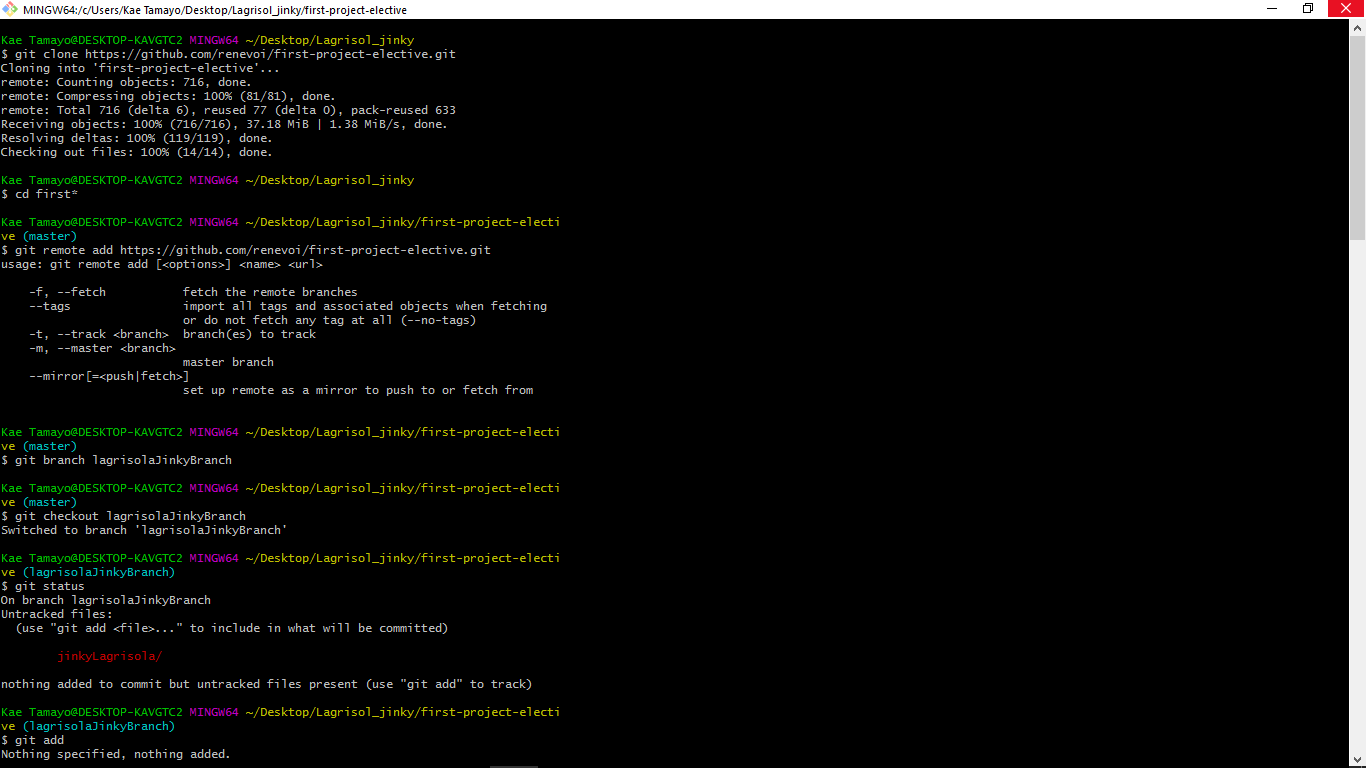 MINGW64:/c/Users/Kae Tamayo/Desktop/Lagrisol_jinky/first-project-elective
Kae Tamayo@DESKTOP-KAVGTC2 MINGW64 ~/Desktop/Lagrisol_jinky
$ git clone https://github.com/renevoi/first-project-elective.git
Cloning into 'first-project-elective'...
remote: Counting objects: 716, done.
remote: Compressing objects: 100% (81/81), done.
remote: Total 716 (delta 6), reused 77 (delta 0), pack-reused 633
Receiving objects: 100% (716/716), 37.18 MiB | 1.38 MiB/s, done.
Resolving deltas: 100% (119/119), done.
Checking out files: 100% (14/14), done.
Kae Tamayo@DESKTOP-KAVGTC2 MINGW64 ~/Desktop/Lagrisol_jinky
$ cd first*
Kae Tamayo@DESKTOP-KAVGTC2 MINGW64 ~/Desktop/Lagrisol_jinky/first-project-electi
ve (master)
$ git remote add https://github.com/renevoi/first-project-elective.git
usage: git remote add [<options>] <name> <url>
-f, --fetch fetch the remote branches
--tags import all tags and associated objects when fetching
or do not fetch any tag at all (--no-tags)
-t, --track <branch> branch(es) to track
-m, --master <branch>
master branch
--mirror[=<push|fetch>]
set up remote as a mirror to push to or fetch from
Kae Tamayo@DESKTOP-KAVGTC2 MINGW64 ~/Desktop/Lagrisol_jinky/first-project-electi
ve (master)
$ git branch lagrisolaJinkyBranch
Kae Tamayo@DESKTOP-KAVGTC2 MINGW64 ~/Desktop/Lagrisol_jinky/first-project-electi
ve (master)
$ git checkout lagrisolaJinkyBranch
Switched to branch 'lagrisolaJinkyBranch'
Kae Tamayo@DESKTOP-KAVGTC2 MINGW64 ~/Desktop/Lagrisol_jinky/first-project-electi
ve (lagrisolaJinkyBranch)
$ git status
On branch lagrisolaJinkyBranch
Untracked files:
(use "git add <file>..." to include in what will be committed)
jinkyLagrisola/
nothing added to commit but untracked files present (use "git add" to track)
Kae Tamayo@DESKTOP-KAVGTC2 MINGW64 ~/Desktop/Lagrisol_jinky/first-project-electi
ve (lagrisolaJinkyBranch)
$ git add
Nothing specified, nothing added.